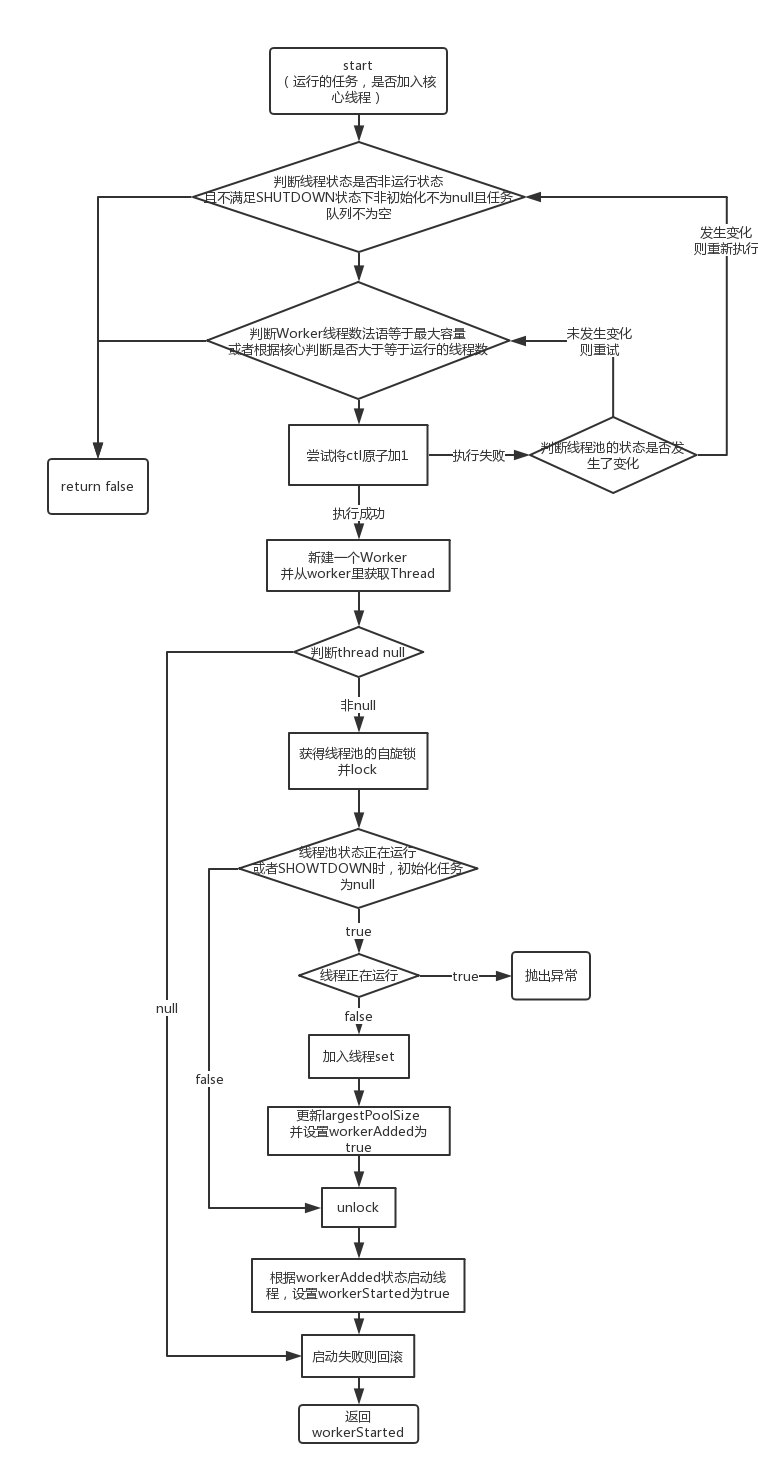 start
（运行的任务，是否加入核
心线程）
判断线程状态是否非运行状态
且不满足SHUTDOWN状态下非初始化不为null且任务
队列不为空
发生变化
则重新执行
判断Worker线程数法语等于最大容量
或者根据核心判断是否大于等于运行的线程数
未发生变化
则重试
尝试将ctl原子加1
执行失败
判断线程池的状态是否发
生了变化
return false
执行成功
新建一个Worker
并从worker里获取Thread
判断thread null
非null
获得线程池的自旋锁
并lock
线程池状态正在运行
或者SHOWTDOWN时，初始化任务
为null
true
线程正在运行
true
抛出异常
null
false
加入线程set
false
更新largestPoolSize
并设置workerAdded为
true
unlock
根据workerAdded状态启动线
程，设置workerStarted为true
启动失败则回滚
返回
workerStarted